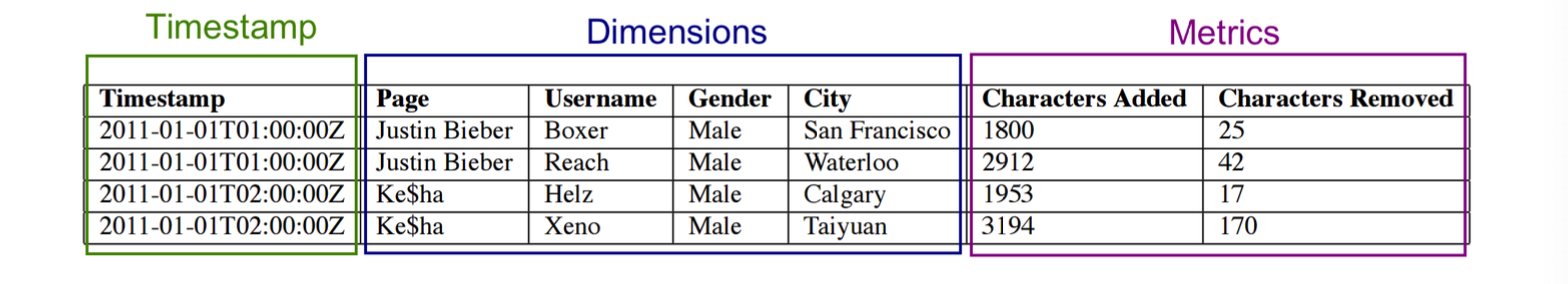 Timestamp Dimensions Metrics
Timestamp Page Username Gender City Characters Added Characters Removed
2011-01-01T01:00:00Z Justin Bieber Boxer Male San Francisco 1800 25
2011-01-01T01:00:00Z Justin Bieber Reach Male Waterloo 2912 42
2011-01-01T02:00:00Z Ke$ha Helz Male Calgary 1953 17
2011-01-01T02:00:00Z Ke$ha Xeno Male Taiyuan 3194 170